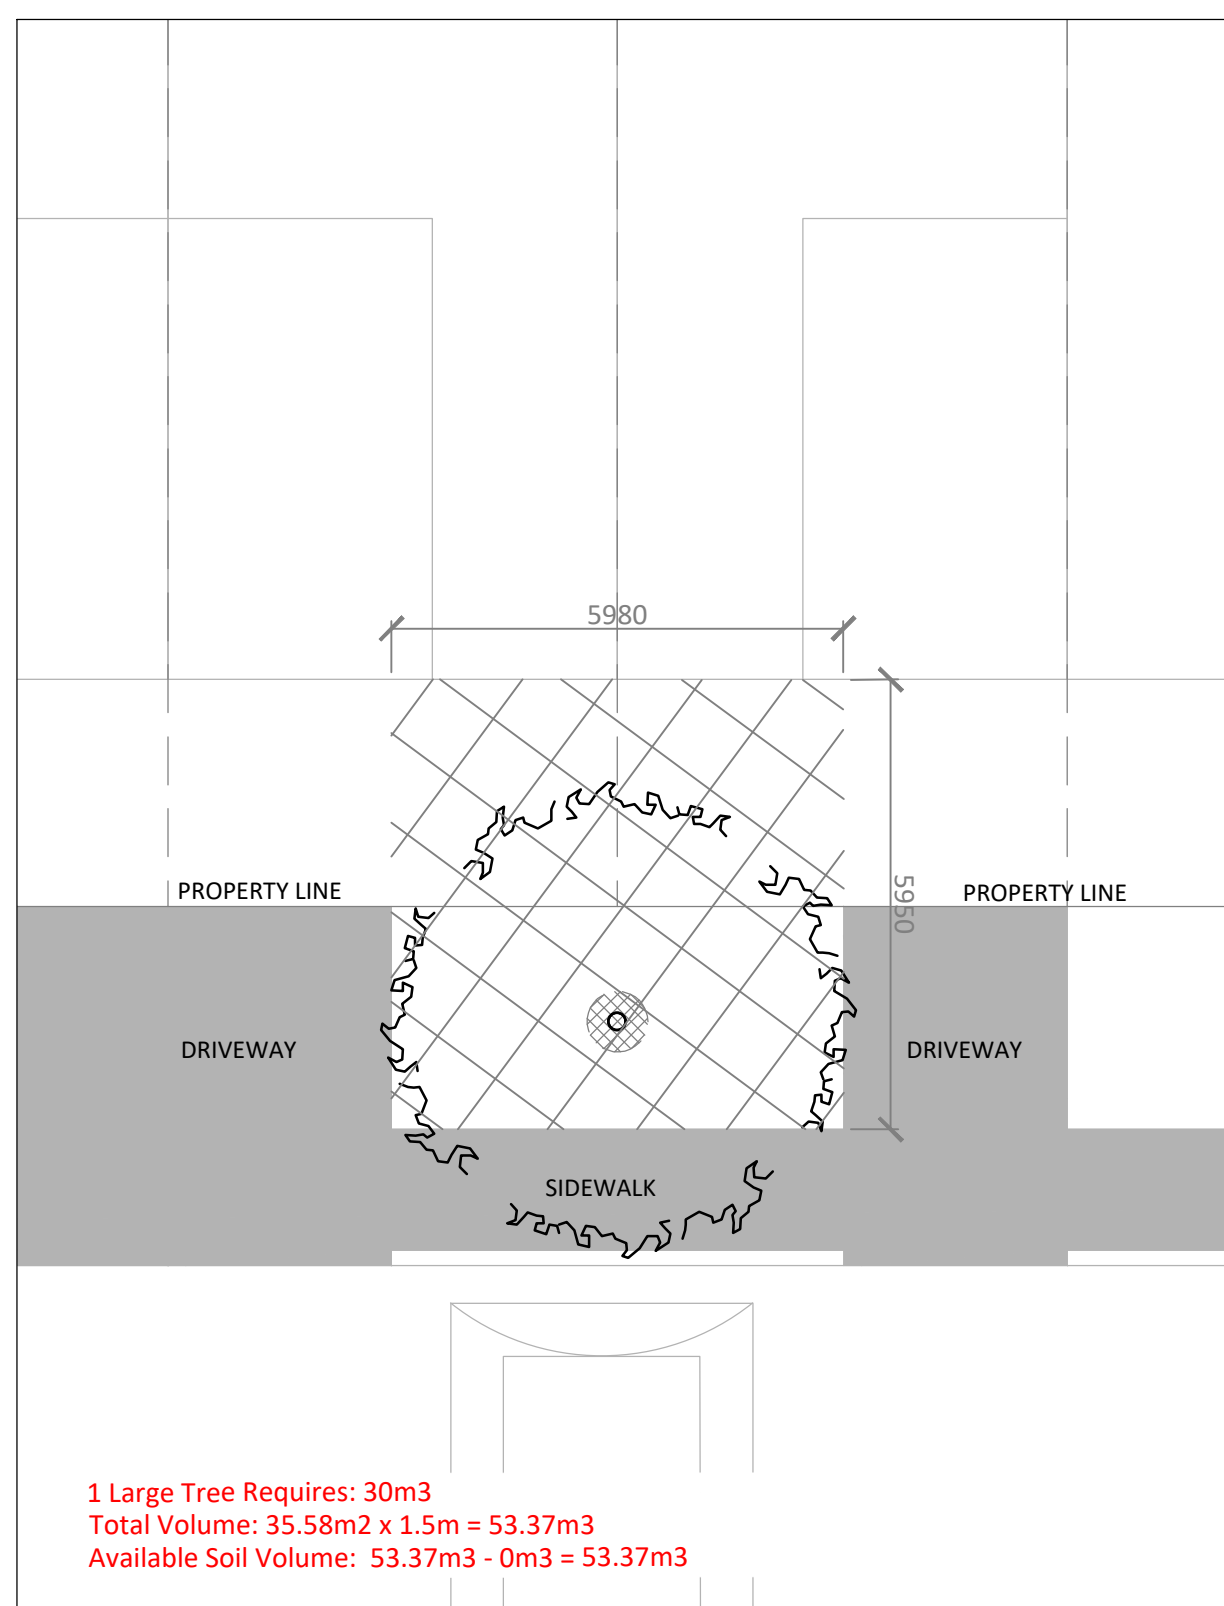 5980
5950
PROPERTY LINE
PROPERTY LINE
DRIVEWAY
DRIVEWAY
SIDEWALK
1 Large Tree Requires: 30m3
Total Volume: 35.58m2 x 1.5m = 53.37m3
Available Soil Volume:  53.37m3 - 0m3 = 53.37m3